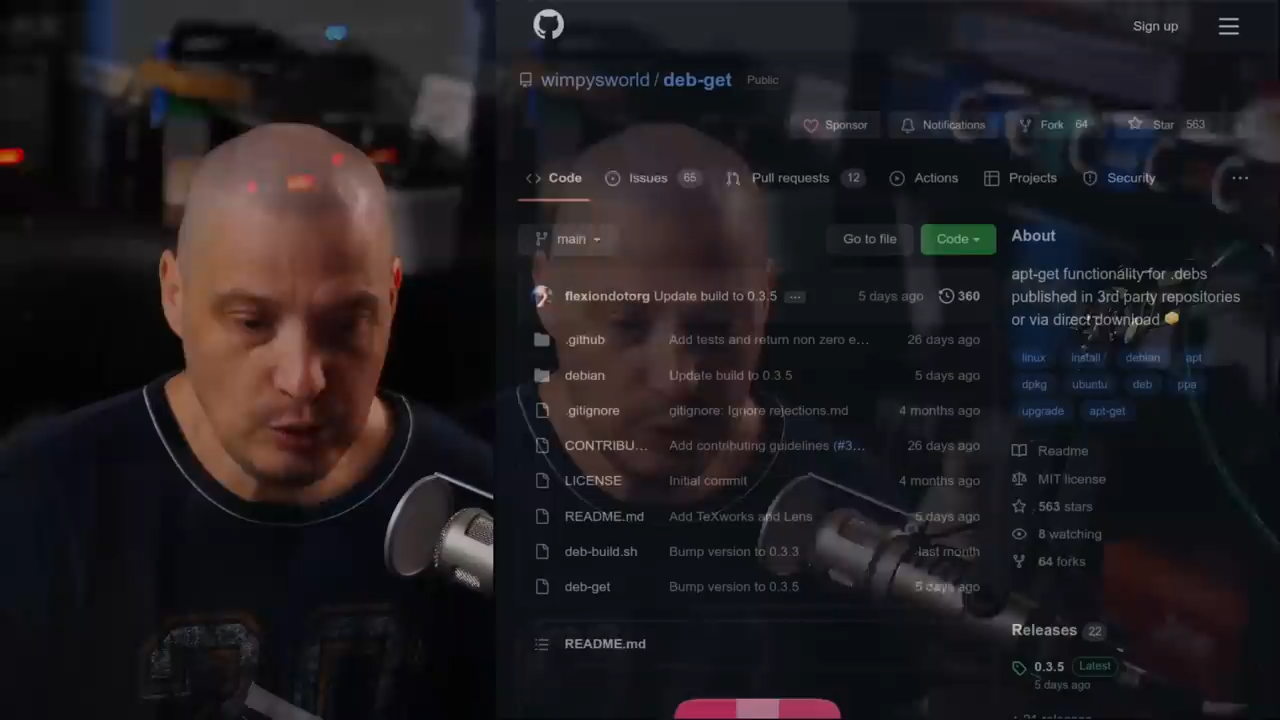 Sign up
wimpysworld / deb-get Public
Sponsor Notifications Fork 64 Star 563
Code Issues 65 Pull requests 12 Actions Projects Security ...
main Go to file Code
flexiondotorg Update build to 0.3.5 ... 5 days ago 360
.github Add tests and return non zero e... 26 days ago
debian Update build to 0.3.5 5 days ago
.gitignore gitignore: Ignore rejections.md 4 months ago
CONTRIBU... Add contributing guidelines (#3... 26 days ago
LICENSE Initial commit 4 months ago
README.md Add TeXworks and Lens 5 days ago
deb-build.sh Bump version to 0.3.3 last month
deb-get Bump version to 0.3.5 5 days ago
README.md
About
apt-get functionality for .debs
published in 3rd party repositories
or via direct download
linux install debian apt
dpkg ubuntu deb ppa
upgrade apt-get
Readme
MIT license
563 stars
8 watching
64 forks
Releases 22
0.3.5 Latest
5 days ago